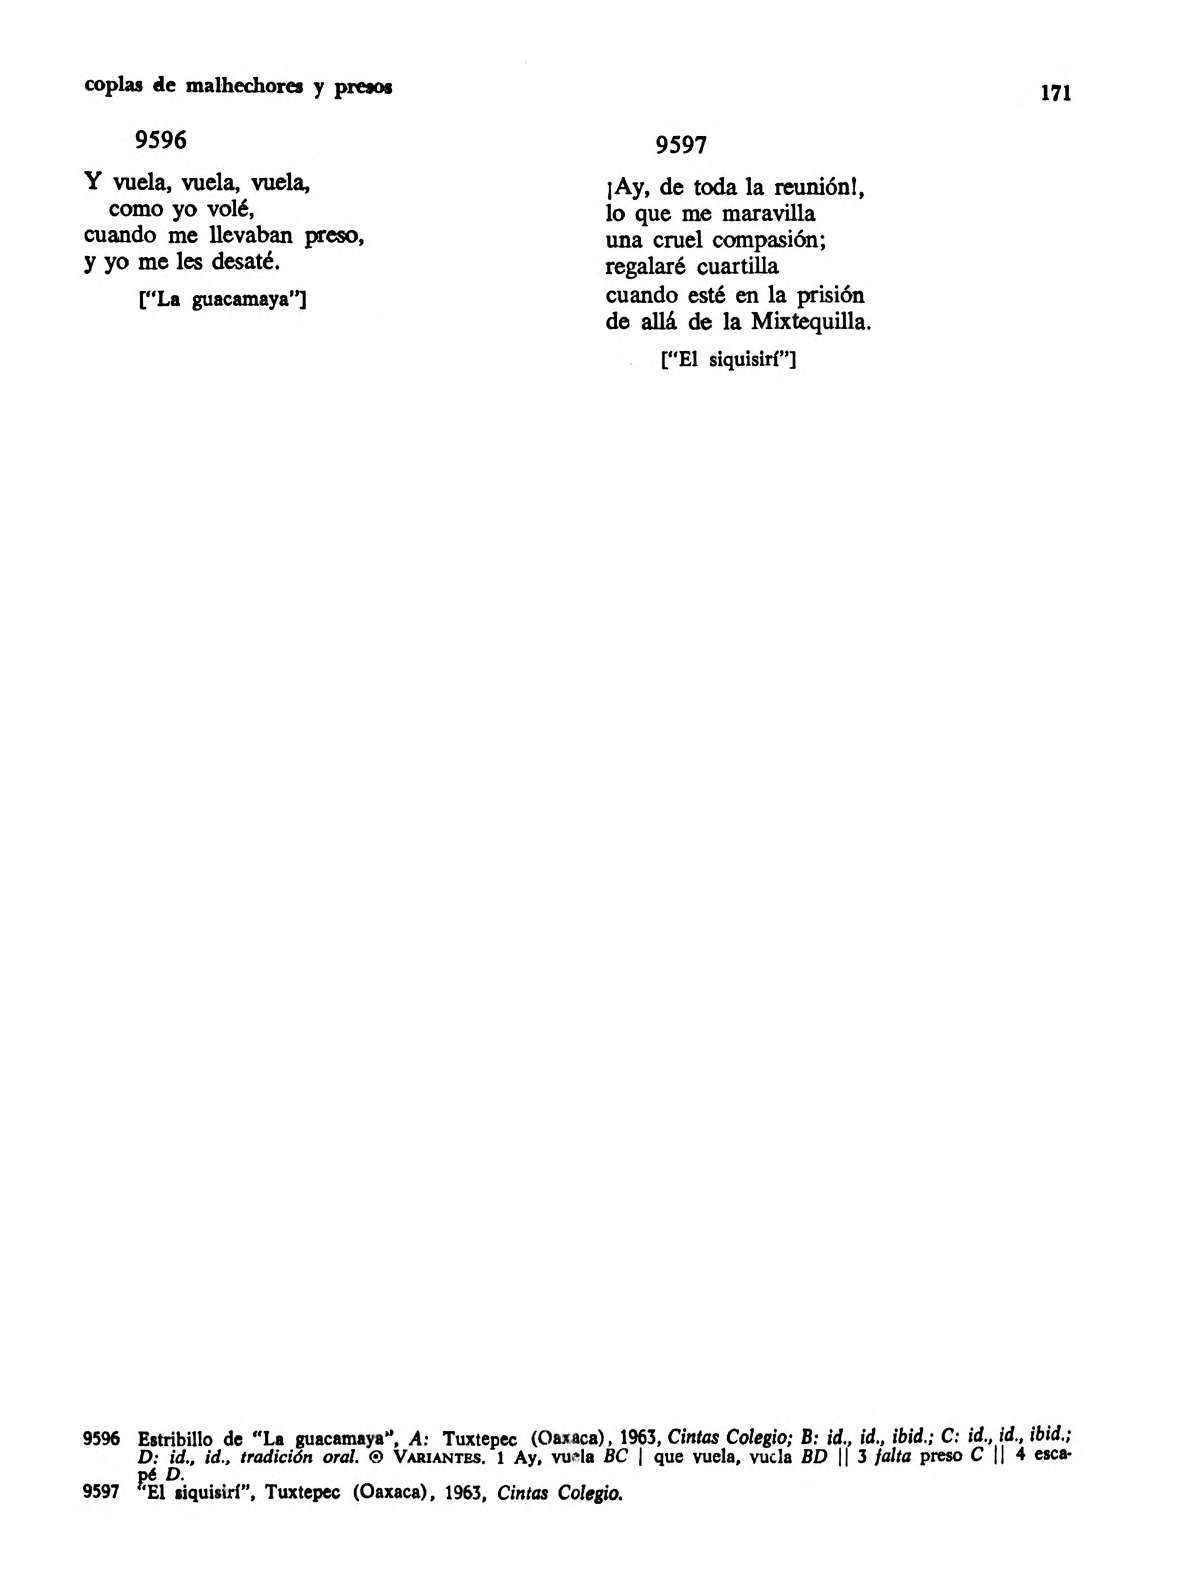 coplas de malhechores y presos
171
9596
Y vuela, vuela, vuela,
como yo volé,
cuando me llevaban preso,
y yo me les desaté.
["La guacamaya"]
9597
¡Ay, de toda la reunión!,
lo que me maravilla
una cruel compasión;
regalaré cuartilla
cuando esté en la prisión
de allá de la Mixtequilla.
["El siquisirí"]
9596 Estribillo de "La guacamaya", A: Tuxtepec (Oaxaca), 1963, Cintas Colegio; B: id., id., ibid.; C: id., id., ibid.;
D: id., id., tradición oral. ⊙ VARIANTES. 1 Ay, vuela BC | que vuela, vuela BD || 3 falta preso C || 4 esca-
pé D.
9597 "El siquisirí", Tuxtepec (Oaxaca), 1963, Cintas Colegio.